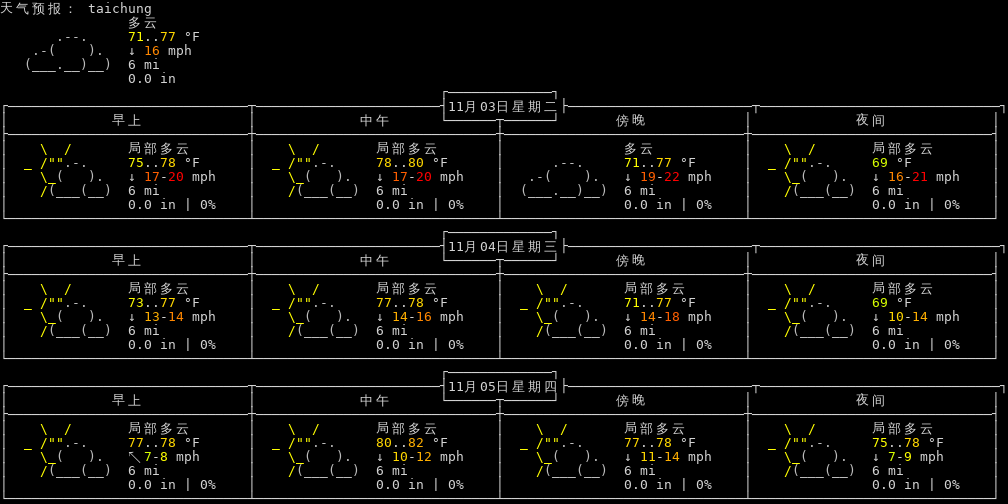 天气预报： taichung
多云
71..77 °F
↓ 16 mph
6 mi
0.0 in
11月03日星期二
早上 中午 傍晚 夜间
局部多云 局部多云 多云 局部多云
75..78 °F 78..80 °F 71..77 °F 69 °F
↓ 17-20 mph ↓ 17-20 mph ↓ 19-22 mph ↓ 16-21 mph
6 mi 6 mi 6 mi 6 mi
0.0 in | 0% 0.0 in | 0% 0.0 in | 0% 0.0 in | 0%
11月04日星期三
早上 中午 傍晚 夜间
局部多云 局部多云 局部多云 局部多云
73..77 °F 77..78 °F 71..77 °F 69 °F
↓ 13-14 mph ↓ 14-16 mph ↓ 14-18 mph ↓ 10-14 mph
6 mi 6 mi 6 mi 6 mi
0.0 in | 0% 0.0 in | 0% 0.0 in | 0% 0.0 in | 0%
11月05日星期四
早上 中午 傍晚 夜间
局部多云 局部多云 局部多云 局部多云
77..78 °F 80..82 °F 77..78 °F 75..78 °F
↖ 7-8 mph ↓ 10-12 mph ↓ 11-14 mph ↓ 7-9 mph
6 mi 6 mi 6 mi 6 mi
0.0 in | 0% 0.0 in | 0% 0.0 in | 0% 0.0 in | 0%